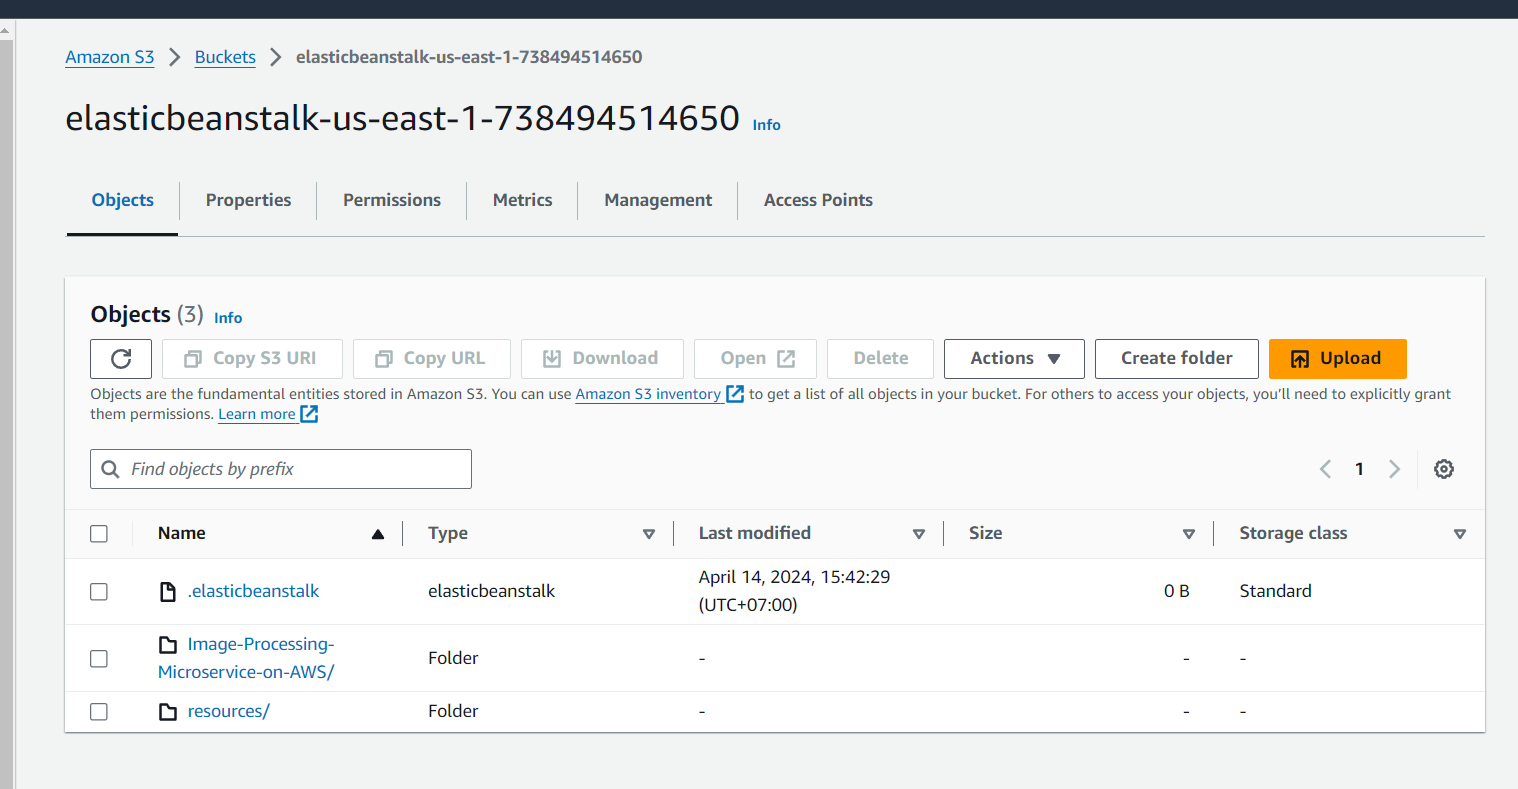 Amazon S3 > Buckets > elasticbeanstalk-us-east-1-738494514650
elasticbeanstalk-us-east-1-738494514650 Info
Objects Properties Permissions Metrics Management Access Points
Objects (3) Info
Copy S3 URI Copy URL Download Open Delete Actions Create folder Upload
Objects are the fundamental entities stored in Amazon S3. You can use Amazon S3 inventory to get a list of all objects in your bucket. For others to access your objects, you’ll need to explicitly grant
them permissions. Learn more
Find objects by prefix 1
Name Type Last modified Size Storage class
.elasticbeanstalk elasticbeanstalk April 14, 2024, 15:42:29 0 B Standard
(UTC+07:00)
Image-Processing- Folder - - -
Microservice-on-AWS/
resources/ Folder - - -